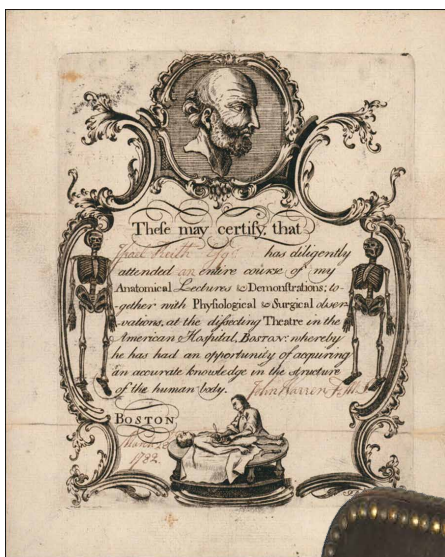 These may certify, that
Israel Keith Esqr. has diligently
attended an entire course of my
Anatomical Lectures & Demonstrations; to-
-gether with Physiological & Surgical obser-
vations, at the dissecting Theatre in the
American Hospital, BOSTON: whereby
he has had an opportunity of acquiring
an accurate knowledge in the structure
of the human body. John Warren
BOSTON
March
1782.